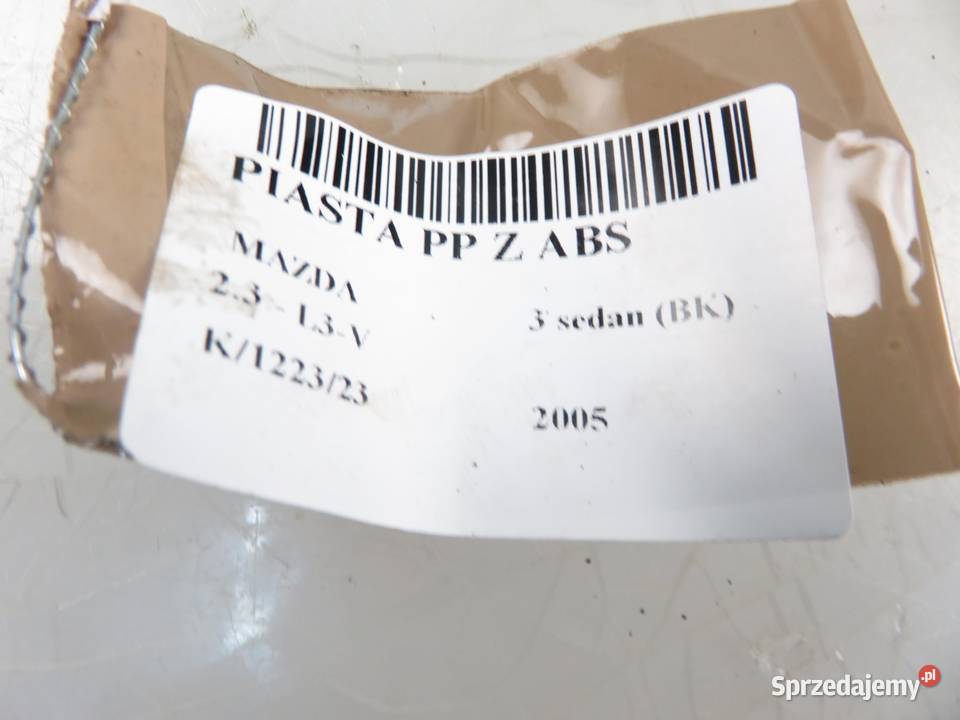 PIASTA PP Z ABS
MAZDA
3 sedan (BK)
2.3 - L3-V
K/1223/23
2005
Sprzedajemy.pl